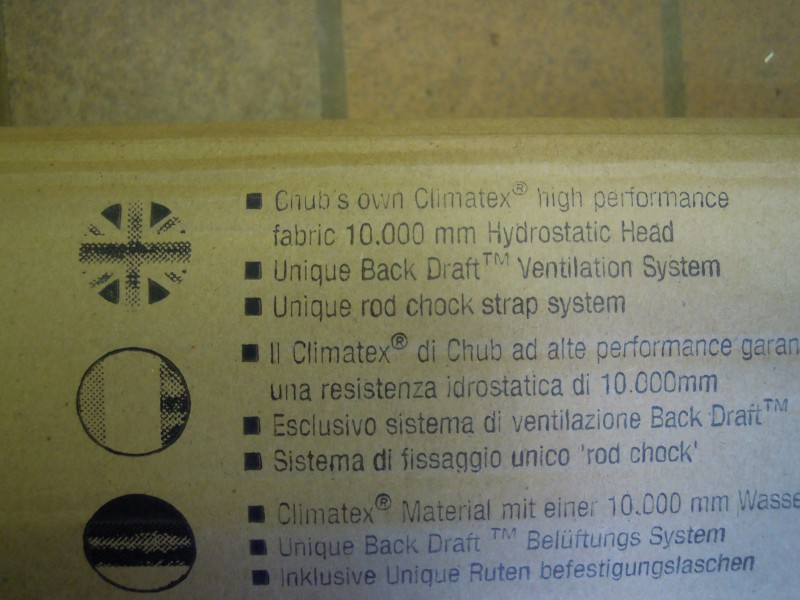 ■ Chub's own Climatex® high performance
fabric 10.000 mm Hydrostatic Head
■ Unique Back Draft™ Ventilation System
■ Unique rod chock strap system
■ Il Climatex® di Chub ad alte performance garan
una resistenza idrostatica di 10.000mm
■ Esclusivo sistema di ventilazione Back Draft™
■ Sistema di fissaggio unico 'rod chock'
■ Climatex® Material mit einer 10.000 mm Wasse
■ Unique Back Draft ™ Belüftungs System
■ Inklusive Unique Ruten befestigungslaschen